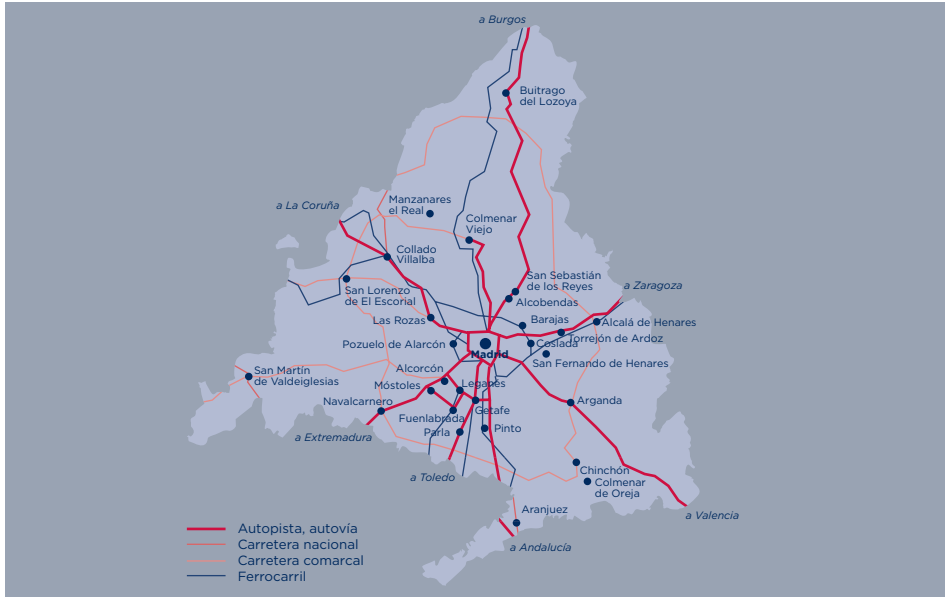 a Burgos
Buitrago
del Lozoya
Manzanares
el Real
a La Coruña
Colmenar
Viejo
Collado
Villalba
San Sebastián
de los Reyes
a Zaragoza
San Lorenzo
de El Escorial
Alcobendas
Las Rozas
Barajas
Alcalá de Henares
Torrejón de Ardoz
Pozuelo de Alarcón
Coslada
Madrid
San Fernando de Henares
Alcorcón
San Martín
de Valdeiglesias
Móstoles
Leganés
Navalcarnero
Arganda
Getafe
Fuenlabrada
Parla
Pinto
a Extremadura
Chinchón
a Toledo
Colmenar
de Oreja
Aranjuez
a Valencia
a Andalucía
Autopista, autovía
Carretera nacional
Carretera comarcal
Ferrocarril